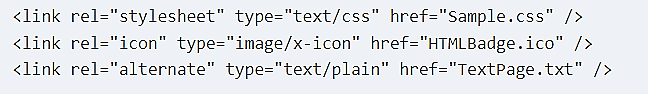 <link rel="stylesheet" type="text/css" href="Sample.css" />
<link rel="icon" type="image/x-icon" href="HTMLBadge.ico" />
<link rel="alternate" type="text/plain" href="TextPage.txt" />